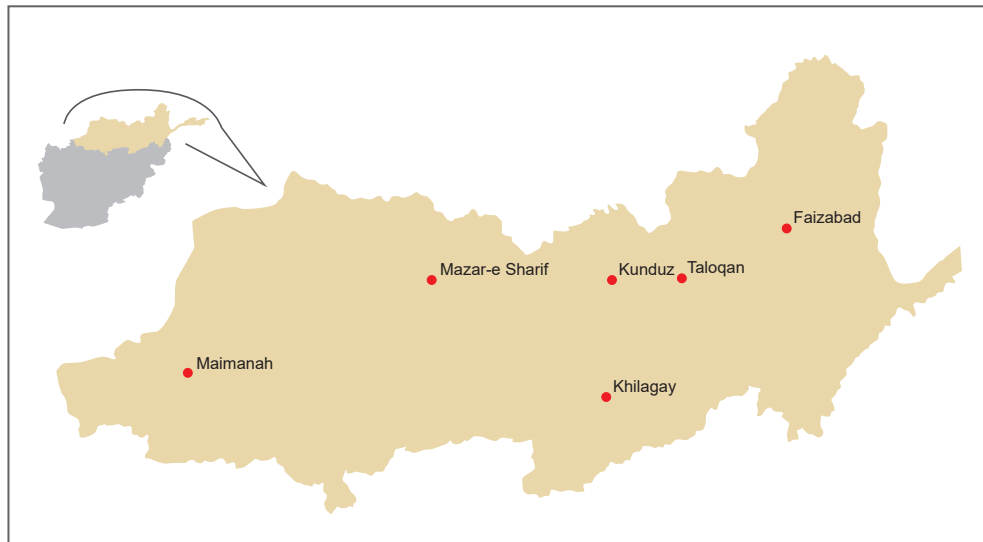 Faizabad
Mazar-e Sharif
Kunduz
Taloqan
Maimanah
Khilagay